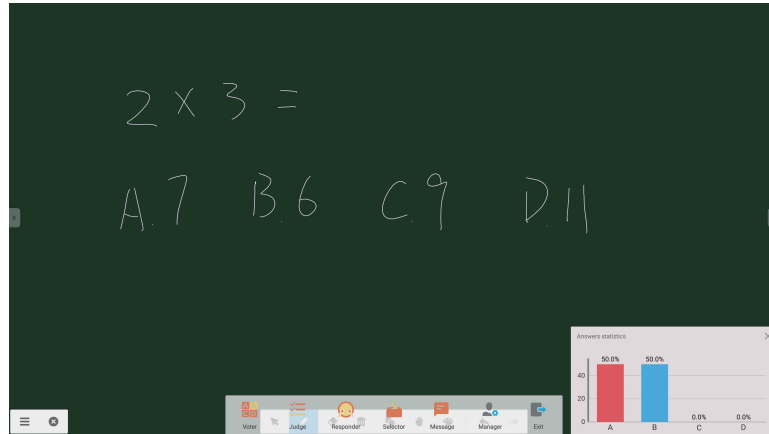 2 × 3 =
A.7 B.6 C.9 D.11
Answers statistics
50.0% 50.0% 0.0% 0.0%
40
20
0
A B C D
Voter Judge Responder Selector Message Manager Exit